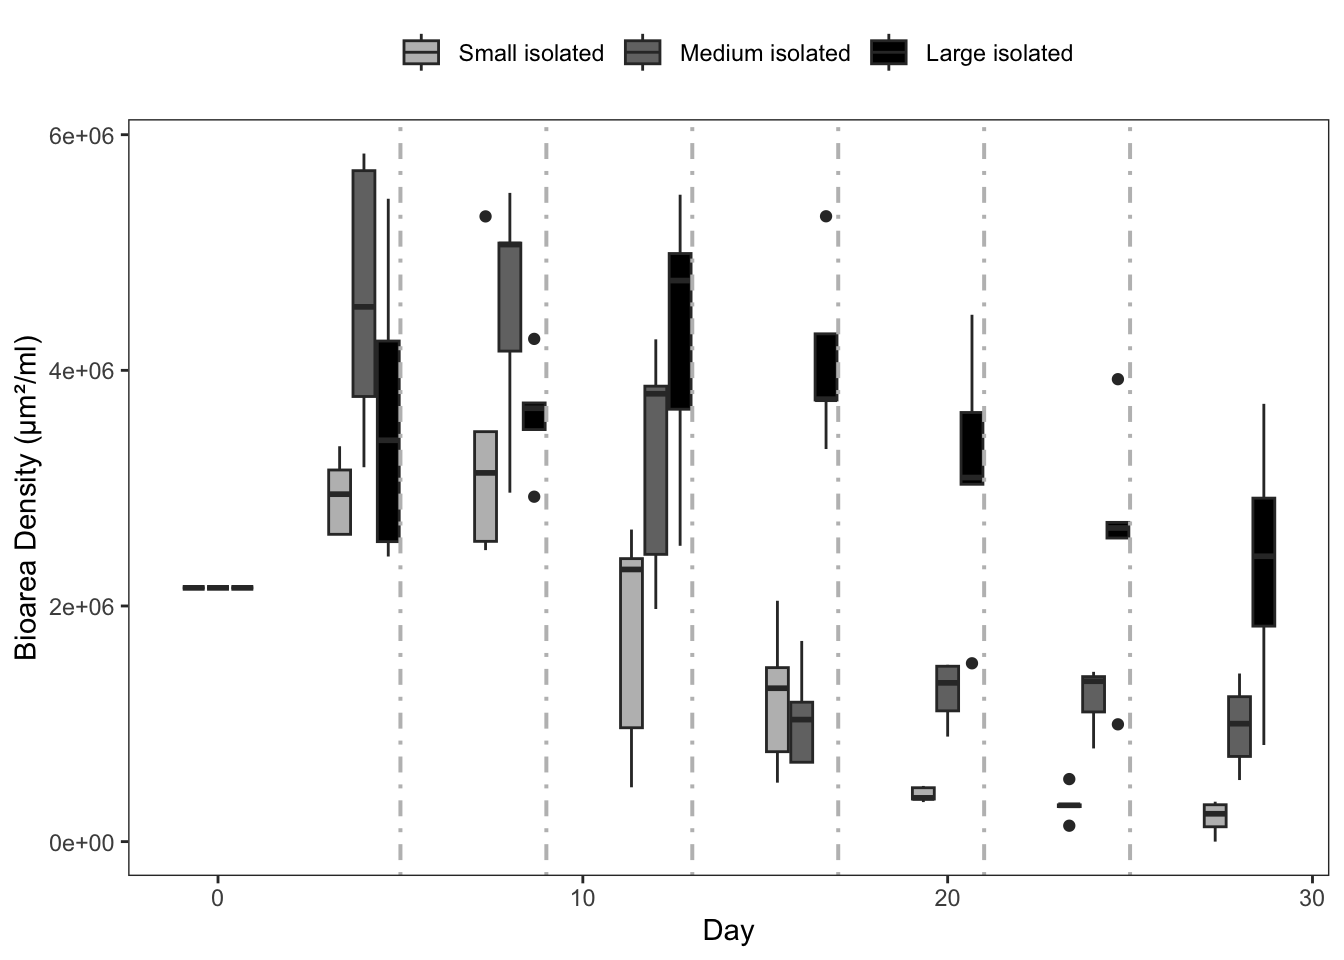 Small isolated Medium isolated Large isolated
6e+06
4e+06
2e+06
0e+00
Bioarea Density (µm²/ml)
0 10 20 30
Day